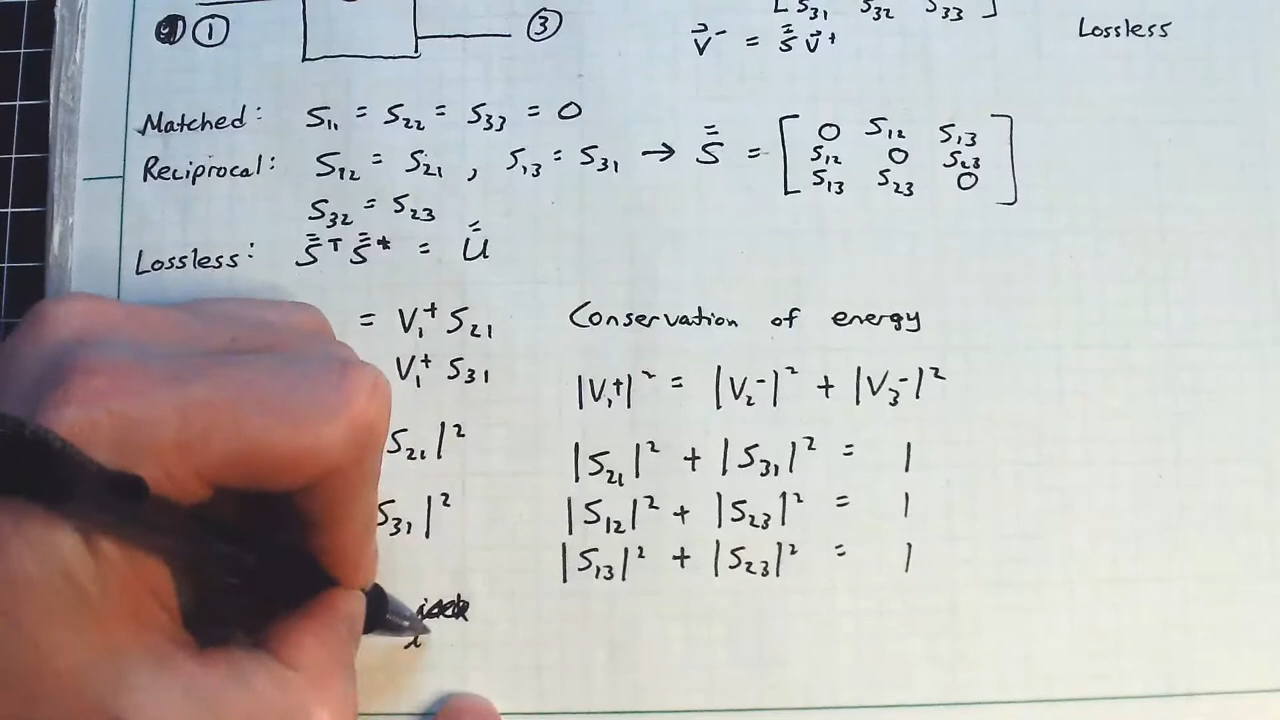 [ S31 S32 S33 ]
① ③
V⃗⁻ = S̿ V⃗⁺
Lossless
Matched: S11 = S22 = S33 = 0
Reciprocal: S12 = S21 , S13 = S31 → S̿ = [ 0 S12 S13
S12 0 S23
S13 S23 0 ]
S32 = S23
Lossless: S̿ᵀ S̿* = U̿
= V1⁺ S21
V1⁺ S31
S21|²
S31|²
Conservation of energy
|V1⁺|² = |V2⁻|² + |V3⁻|²
|S21|² + |S31|² = 1
|S12|² + |S23|² = 1
|S13|² + |S23|² = 1